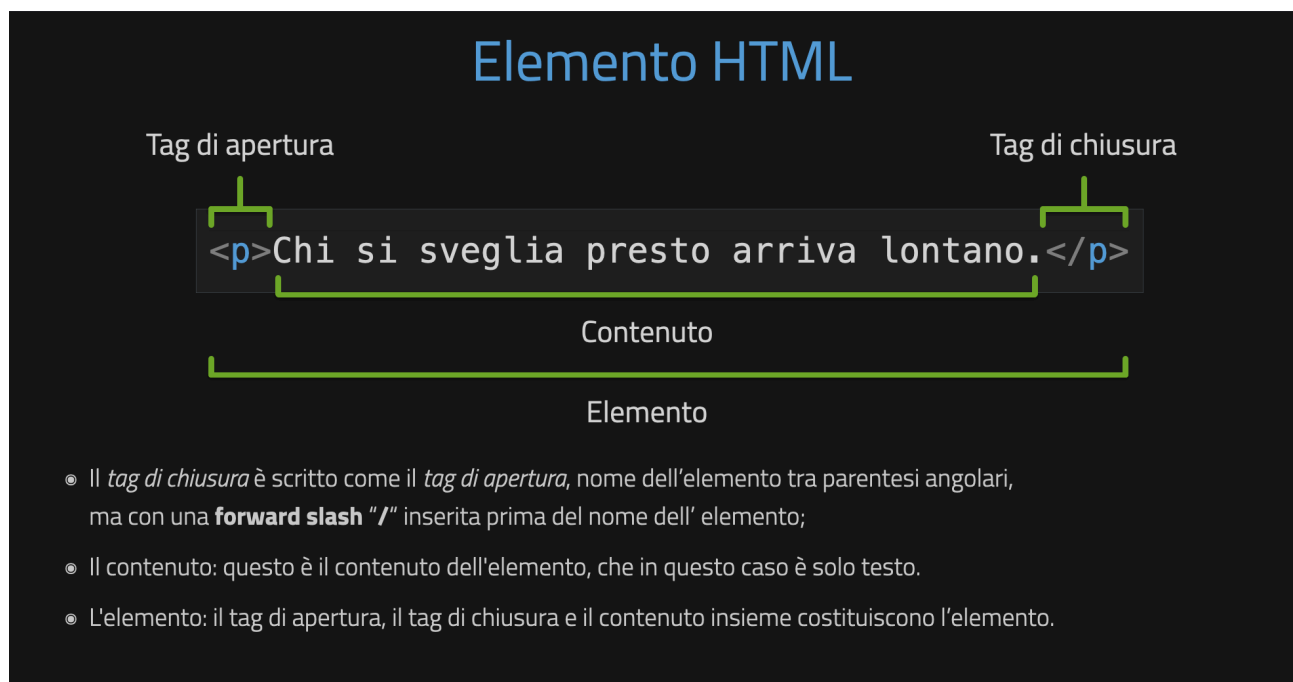 Elemento HTML
Tag di apertura
Tag di chiusura
<p>Chi si sveglia presto arriva lontano.</p>
Contenuto
Elemento
Il tag di chiusura è scritto come il tag di apertura, nome dell’elemento tra parentesi angolari,
ma con una forward slash “/“ inserita prima del nome dell’ elemento;
Il contenuto: questo è il contenuto dell'elemento, che in questo caso è solo testo.
L'elemento: il tag di apertura, il tag di chiusura e il contenuto insieme costituiscono l’elemento.